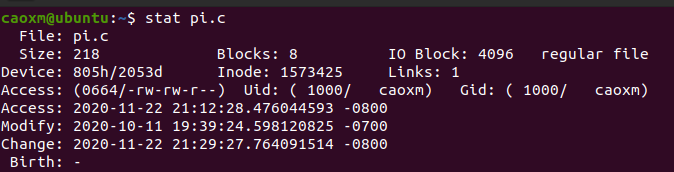 caoxm@ubuntu:~$ stat pi.c
  File: pi.c
  Size: 218             Blocks: 8          IO Block: 4096   regular file
Device: 805h/2053d      Inode: 1573425     Links: 1
Access: (0664/-rw-rw-r--)  Uid: ( 1000/   caoxm)   Gid: ( 1000/   caoxm)
Access: 2020-11-22 21:12:28.476044593 -0800
Modify: 2020-10-11 19:39:24.598120825 -0700
Change: 2020-11-22 21:29:27.764091514 -0800
 Birth: -